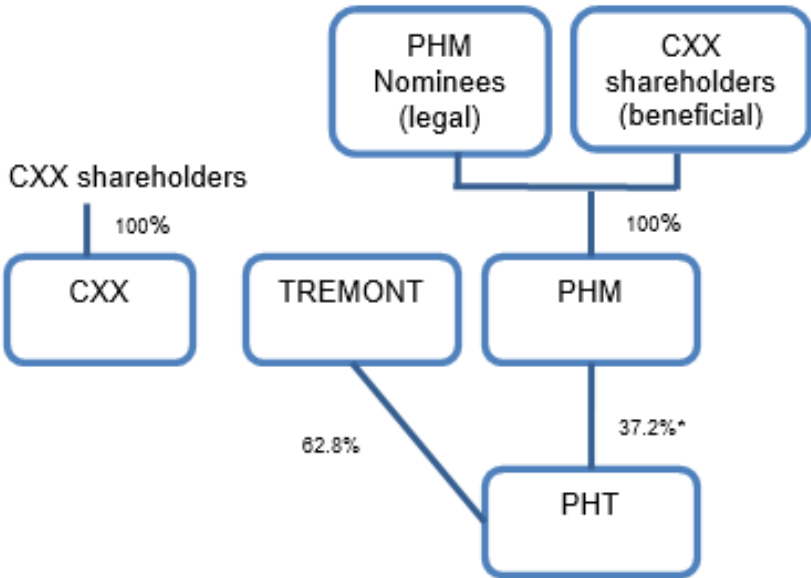 PHM
Nominees
(legal)
CXX
shareholders
(beneficial)
CXX shareholders
100%
100%
CXX
TREMONT
PHM
62.8%
37.2%*
PHT